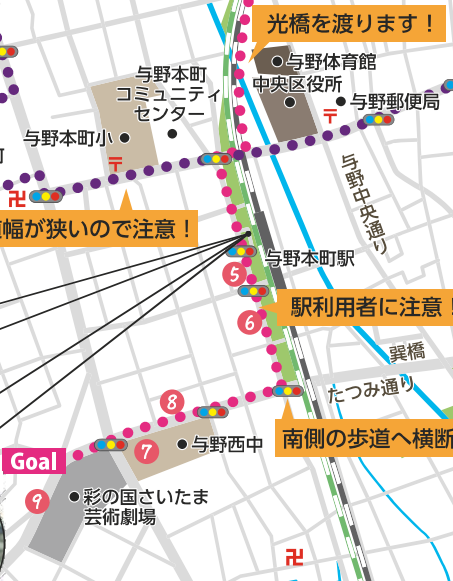 光橋を渡ります！
与野体育館
中央区役所
与野郵便局
与野本町
コミュニティ
センター
与野本町小
〒
〒
町
卍
幅が狭いので注意！
与野中央通り
与野本町駅
5
駅利用者に注意！
6
巽橋
たつみ通り
8
7
与野西中
南側の歩道へ横断
Goal
9
彩の国さいたま
芸術劇場
卍